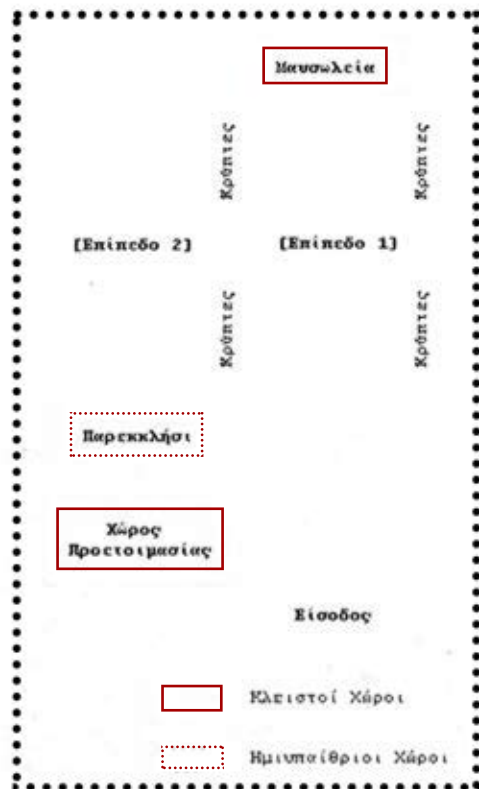 Μαυσωλεία
Κρύπτες
Κρύπτες
[Επίπεδο 2]
[Επίπεδο 1]
Κρύπτες
Κρύπτες
Παρεκκλήσι
Χώρος
Προετοιμασίας
Είσοδος
Κλειστοί Χώροι
Ημιυπαίθριοι Χώροι